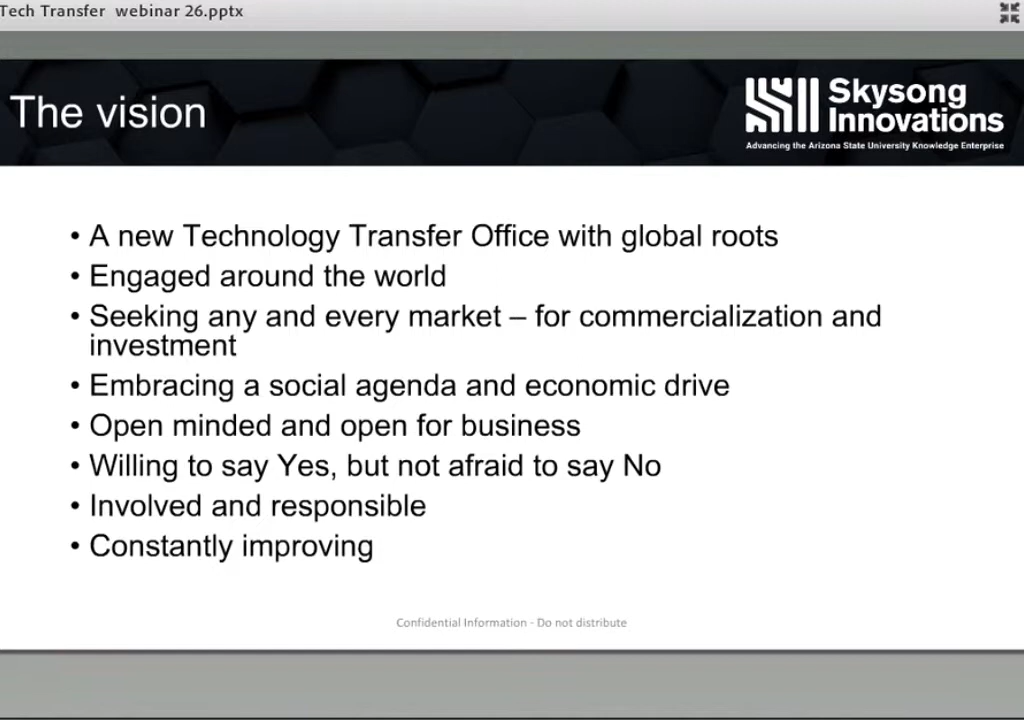 Tech Transfer  webinar 26.pptx
The vision
Skysong
Innovations
Advancing the Arizona State University Knowledge Enterprise
• A new Technology Transfer Office with global roots
• Engaged around the world
• Seeking any and every market – for commercialization and
investment
• Embracing a social agenda and economic drive
• Open minded and open for business
• Willing to say Yes, but not afraid to say No
• Involved and responsible
• Constantly improving
Confidential Information - Do not distribute